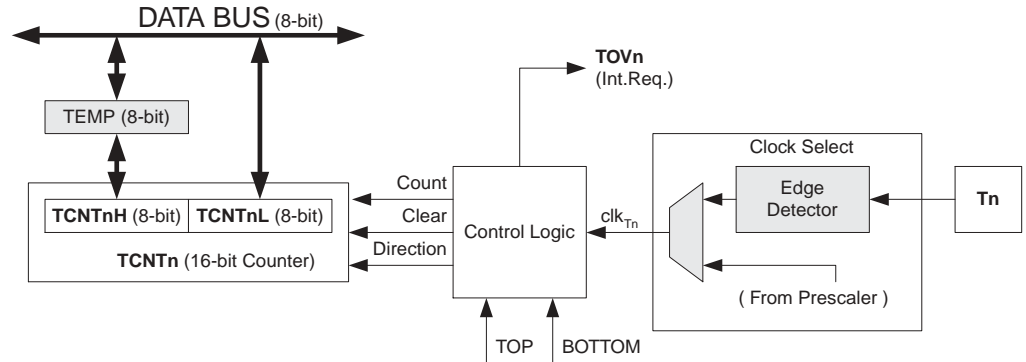 DATA BUS (8-bit)
TOVn
(Int.Req.)
TEMP (8-bit)
Clock Select
Count
Edge
Detector
Tn
TCNTnH (8-bit) TCNTnL (8-bit)
Clear
Control Logic
clkTn
TCNTn (16-bit Counter)
Direction
( From Prescaler )
TOP
BOTTOM